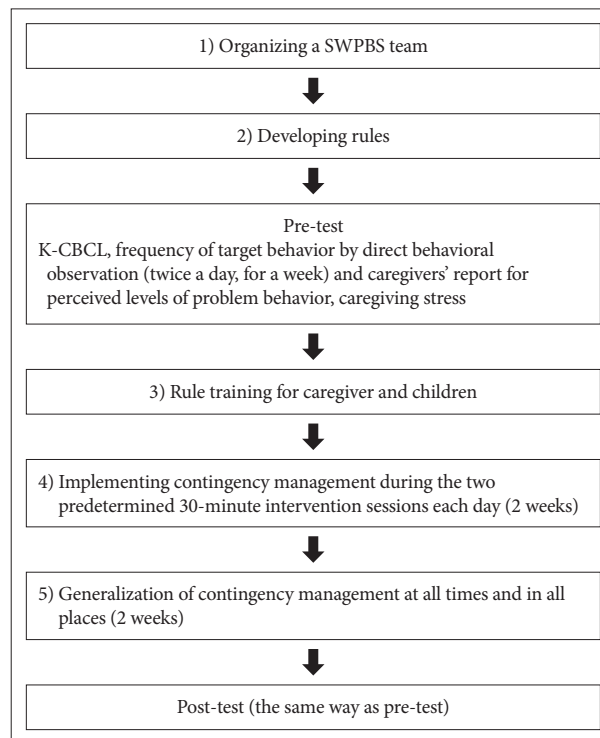 1) Organizing a SWPBS team
2) Developing rules
Pre-test
K-CBCL, frequency of target behavior by direct behavioral
observation (twice a day, for a week) and caregivers’ report for
perceived levels of problem behavior, caregiving stress
3) Rule training for caregiver and children
4) Implementing contingency management during the two
predetermined 30-minute intervention sessions each day (2 weeks)
5) Generalization of contingency management at all times and in all
places (2 weeks)
Post-test (the same way as pre-test)